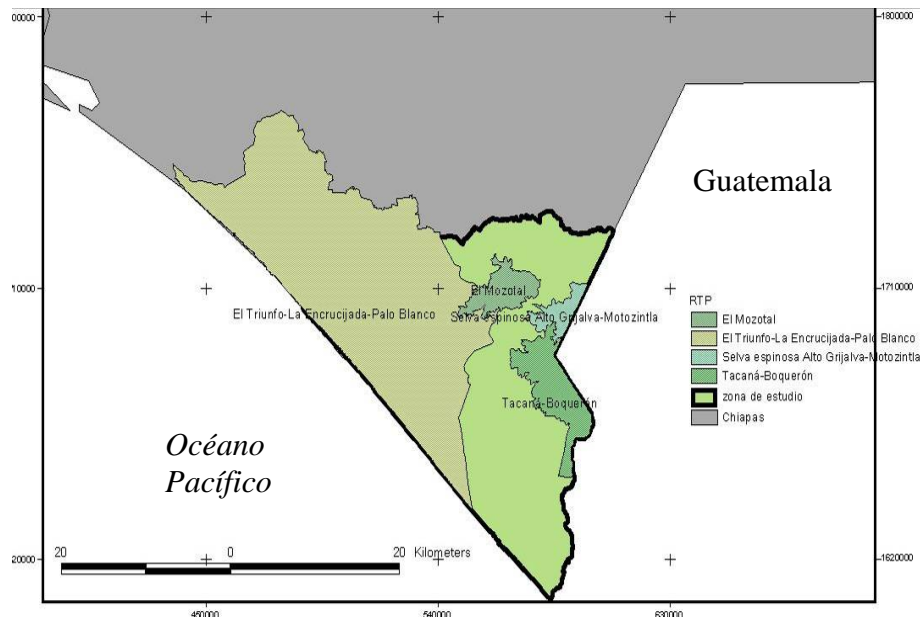 00000
1800000
Guatemala
10000
1710000
El Mozotal
El Triunfo-La Encrucijada-Palo Blanco
Selva espinosa Alto Grijalva-Motozintla
Tacaná-Boquerón
RTP
El Mozotal
El Triunfo-La Encrucijada-Palo Blanco
Selva espinosa Alto Grijalva-Motozintla
Tacaná-Boquerón
zona de estudio
Chiapas
Océano
Pacífico
20 0 20 Kilometers
20000
1620000
450000 540000 630000